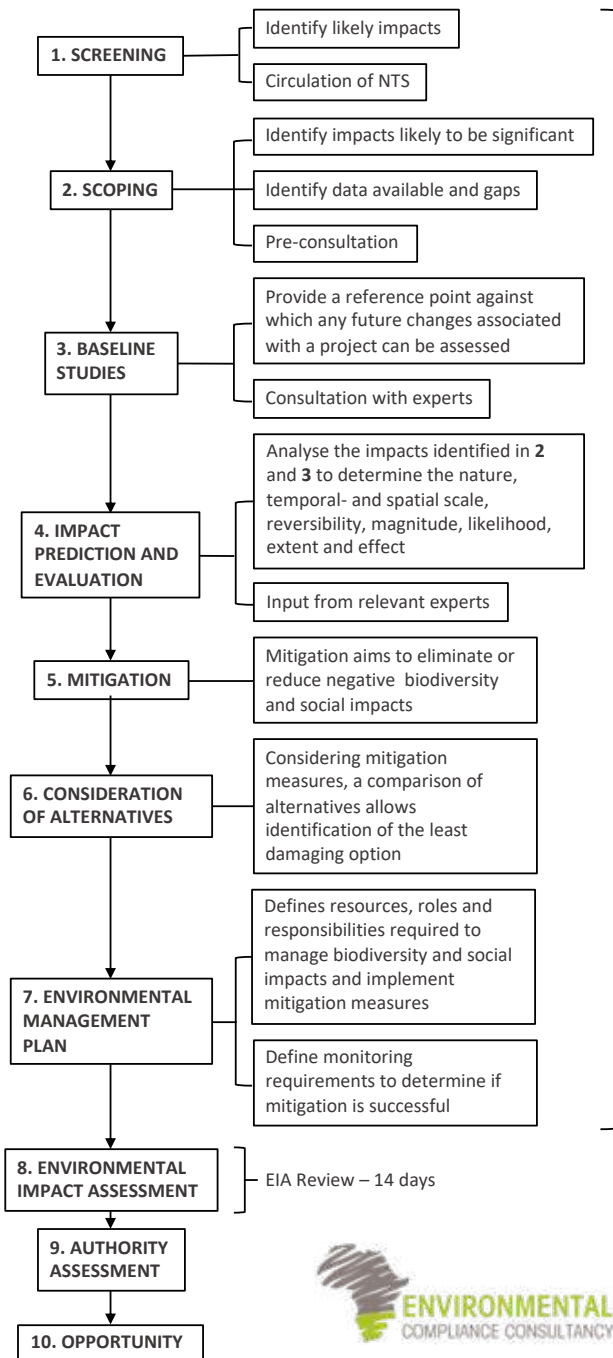 1. SCREENING
Identify likely impacts
Circulation of NTS
2. SCOPING
Identify impacts likely to be significant
Identify data available and gaps
Pre-consultation
3. BASELINE
STUDIES
Provide a reference point against
which any future changes associated
with a project can be assessed
Consultation with experts
4. IMPACT
PREDICTION AND
EVALUATION
Analyse the impacts identified in 2
and 3 to determine the nature,
temporal- and spatial scale,
reversibility, magnitude, likelihood,
extent and effect
Input from relevant experts
5. MITIGATION
Mitigation aims to eliminate or
reduce negative biodiversity
and social impacts
6. CONSIDERATION
OF ALTERNATIVES
Considering mitigation
measures, a comparison of
alternatives allows
identification of the least
damaging option
7. ENVIRONMENTAL
MANAGEMENT
PLAN
Defines resources, roles and
responsibilities required to
manage biodiversity and social
impacts and implement
mitigation measures
Define monitoring
requirements to determine if
mitigation is successful
8. ENVIRONMENTAL
IMPACT ASSESSMENT
EIA Review – 14 days
9. AUTHORITY
ASSESSMENT
10. OPPORTUNITY
ENVIRONMENTAL
COMPLIANCE CONSULTANCY